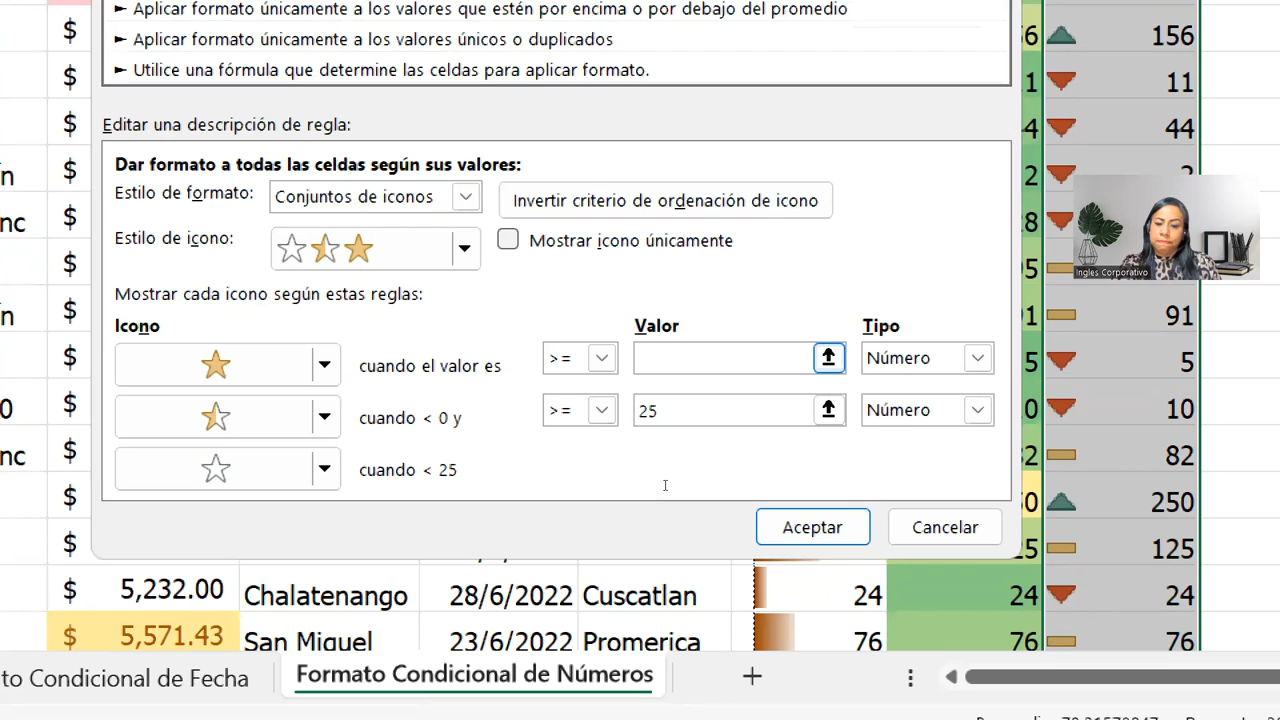 ► Aplicar formato únicamente a los valores que estén por encima o por debajo del promedio
► Aplicar formato únicamente a los valores únicos o duplicados
► Utilice una fórmula que determine las celdas para aplicar formato.
Editar una descripción de regla:
Dar formato a todas las celdas según sus valores:
Estilo de formato: Conjuntos de iconos Invertir criterio de ordenación de icono
Estilo de icono: Mostrar icono únicamente
Mostrar cada icono según estas reglas:
Icono Valor Tipo
cuando el valor es >= Número
cuando < 0 y >= 25 Número
cuando < 25
Aceptar Cancelar
$ 156
$ 11
$ 44
$
nc $
$
$ 91
$ 5
$ 10
nc $ 82
$ 250
$ 125
$ 5,232.00 Chalatenango 28/6/2022 Cuscatlan 24 24 24
$ 5,571.43 San Miguel 23/6/2022 Promerica 76 76 76
Ingles Corporativo
to Condicional de Fecha Formato Condicional de Números +